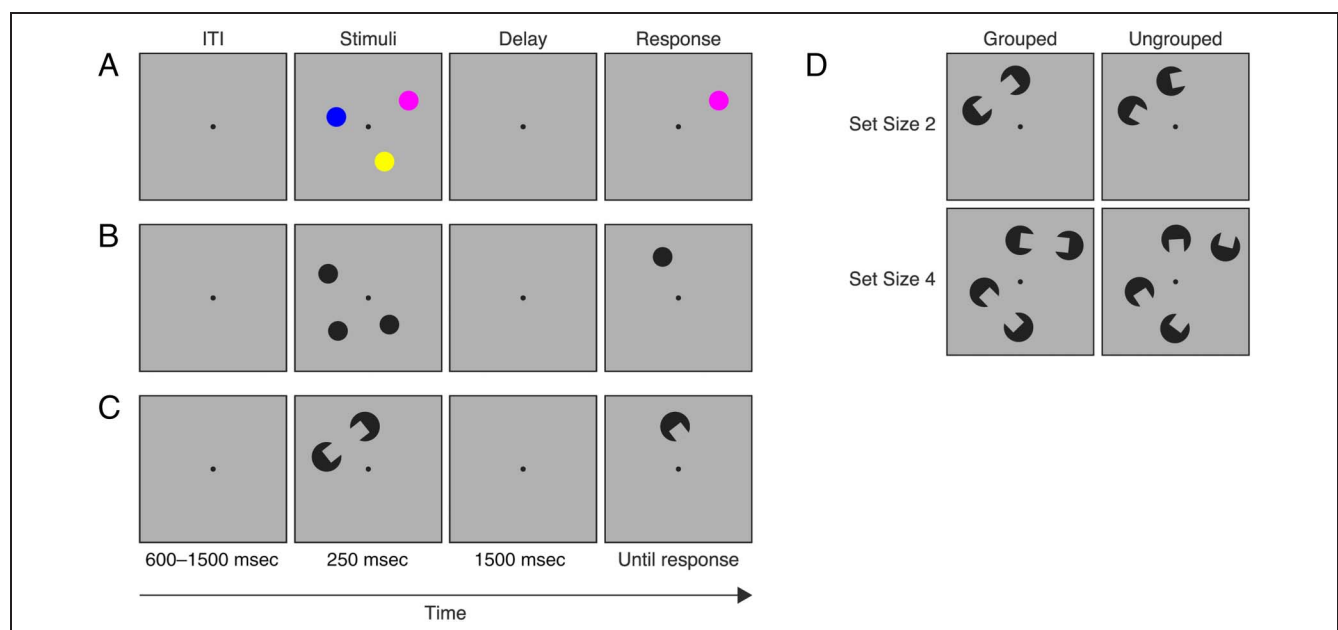 ITI Stimuli Delay Response
A
B
C
600–1500 msec 250 msec 1500 msec Until response
Time
D
Grouped Ungrouped
Set Size 2
Set Size 4